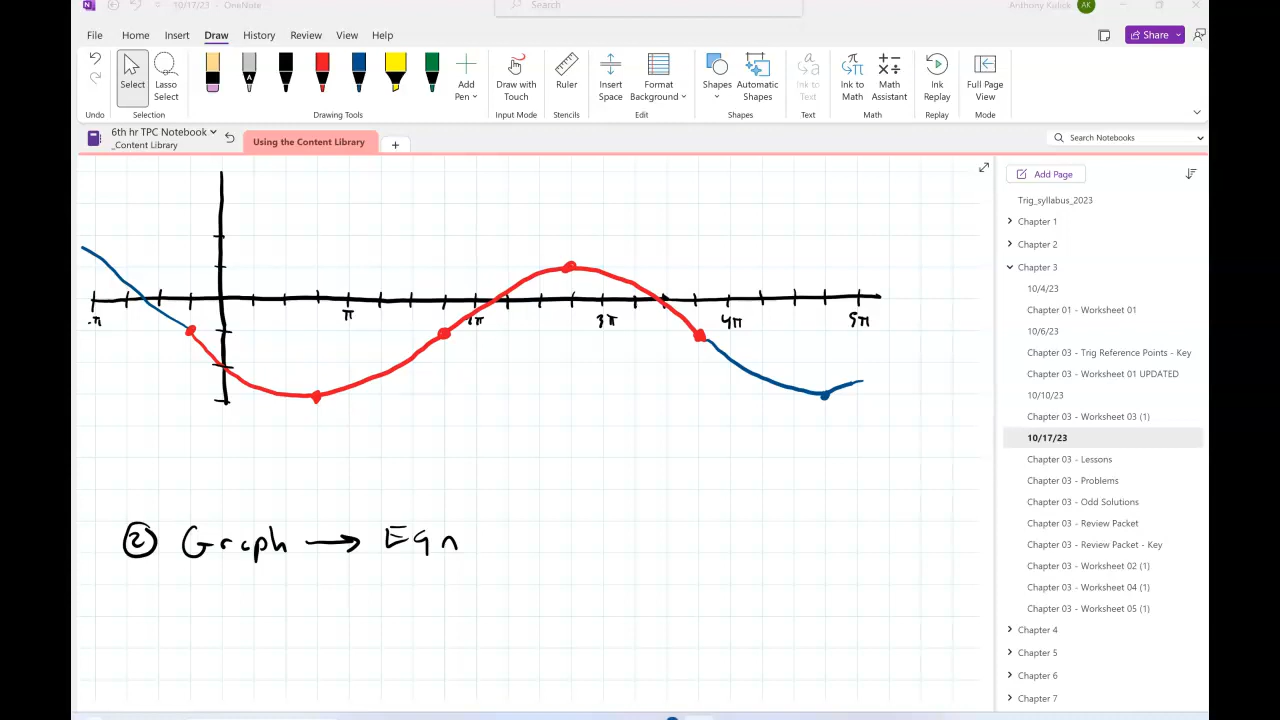 10/17/23 - OneNote
Search
Anthony Kulick
AK
File Home Insert Draw History Review View Help
Share
Select
Lasso Select
Add Pen
Draw with Touch
Ruler
Insert Space
Format Background
Shapes
Automatic Shapes
Ink to Text
Ink to Math
Math Assistant
Ink Replay
Full Page View
Undo
Selection
Drawing Tools
Input Mode
Stencils
Edit
Shapes
Text
Math
Replay
Mode
6th hr TPC Notebook
_Content Library
Using the Content Library
+
Search Notebooks
Add Page
Trig_syllabus_2023
Chapter 1
Chapter 2
Chapter 3
10/4/23
Chapter 01 - Worksheet 01
10/6/23
Chapter 03 - Trig Reference Points - Key
Chapter 03 - Worksheet 01 UPDATED
10/10/23
Chapter 03 - Worksheet 03 (1)
10/17/23
Chapter 03 - Lessons
Chapter 03 - Problems
Chapter 03 - Odd Solutions
Chapter 03 - Review Packet
Chapter 03 - Review Packet - Key
Chapter 03 - Worksheet 02 (1)
Chapter 03 - Worksheet 04 (1)
Chapter 03 - Worksheet 05 (1)
Chapter 4
Chapter 5
Chapter 6
Chapter 7
-π π 2π 3π 4π 5π
② Graph → Eqn